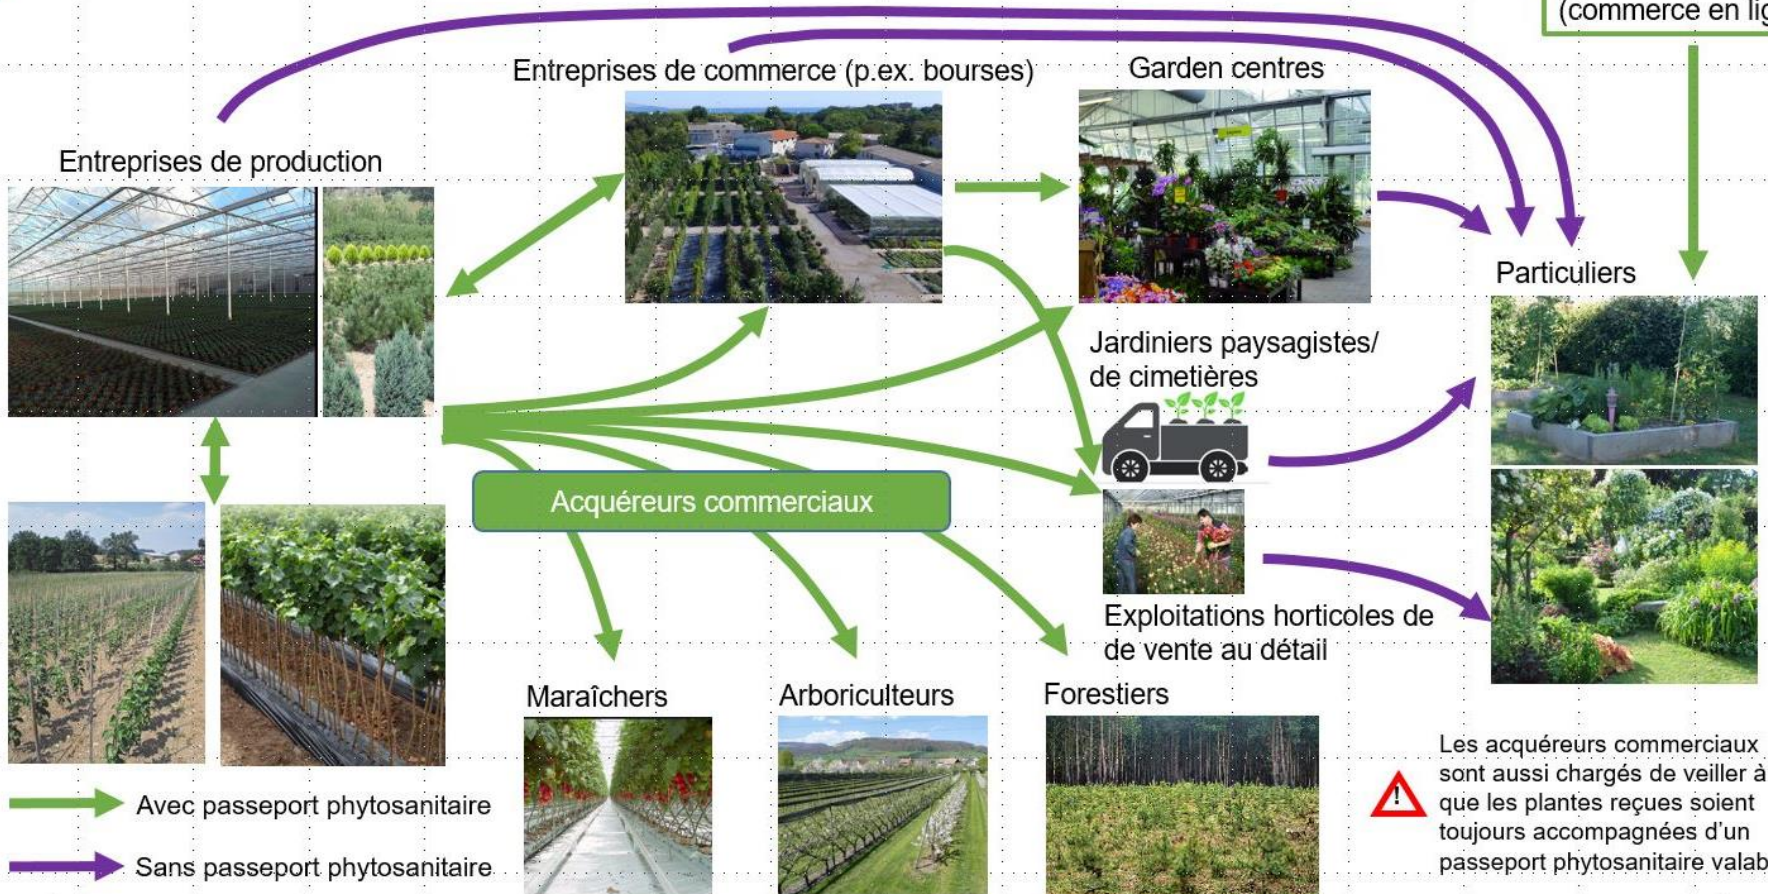 (commerce en lig
Entreprises de commerce (p.ex. bourses)
Garden centres
Entreprises de production
Particuliers
Jardiniers paysagistes/
de cimetières
Acquéreurs commerciaux
Exploitations horticoles de
de vente au détail
Maraîchers
Arboriculteurs
Forestiers
Les acquéreurs commerciaux
sont aussi chargés de veiller à
que les plantes reçues soient
toujours accompagnées d'un
passeport phytosanitaire valab
!
Avec passeport phytosanitaire
Sans passeport phytosanitaire